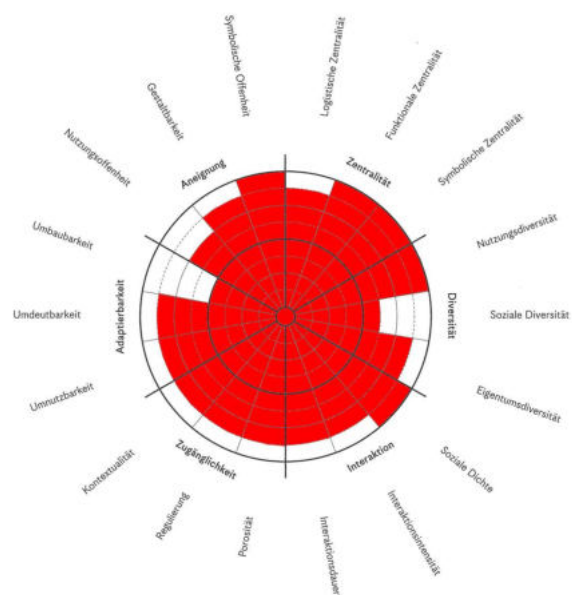 Symbolische Offenheit
Logistische Zentralität
Funktionale Zentralität
Symbolische Zentralität
Nutzungsdiversität
Soziale Diversität
Eigentumsdiversität
Soziale Dichte
Interaktionsintensität
Interaktionsdauer
Porosität
Regulierung
Kontextualität
Umnutzbarkeit
Umdeutbarkeit
Umbaubarkeit
Nutzungsoffenheit
Gestaltbarkeit
Aneignung
Zentralität
Diversität
Interaktion
Zugänglichkeit
Adaptierbarkeit